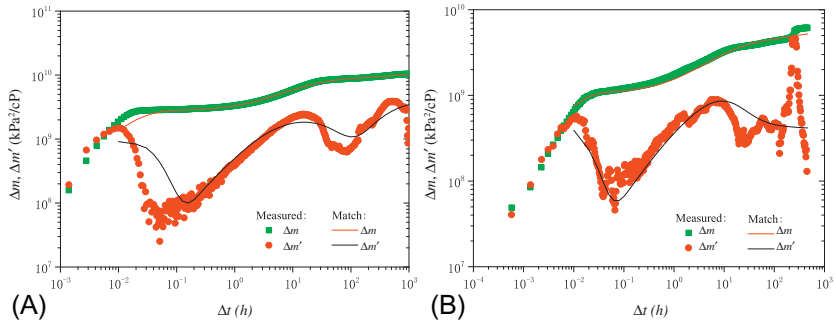 10¹¹
10¹⁰
10⁹
10⁸
10⁷
Δm, Δm′ (kPa²/cP)
Measured: Match:
Δm Δm
Δm′ Δm′
10⁻³ 10⁻² 10⁻¹ 10⁰ 10¹ 10² 10³
Δt (h)
(A)
10¹⁰
10⁹
10⁸
10⁷
Δm, Δm′ (kPa²/cP)
Measured: Match:
Δm Δm
Δm′ Δm′
10⁻⁴ 10⁻³ 10⁻² 10⁻¹ 10⁰ 10¹ 10² 10³
Δt (h)
(B)